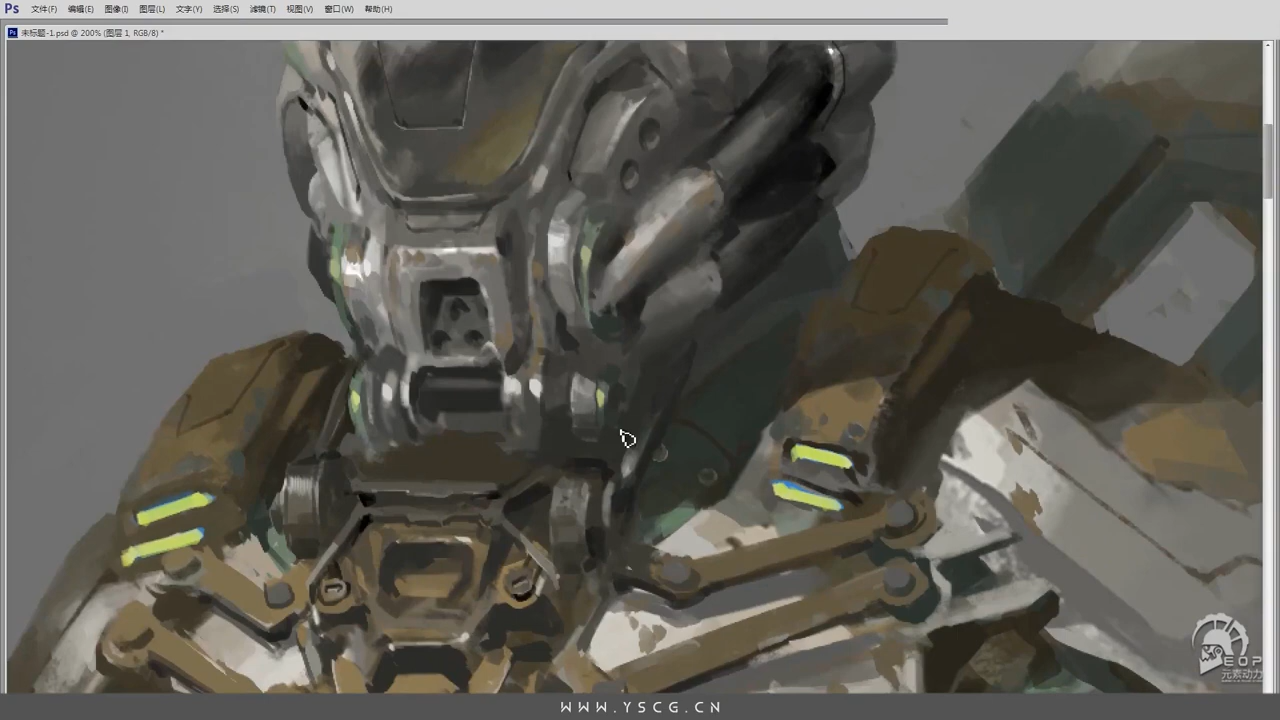 Ps 文件(F) 编辑(E) 图像(I) 图层(L) 文字(Y) 选择(S) 滤镜(T) 视图(V) 窗口(W) 帮助(H)
Ps 未标题-1.psd @ 200% (图层 1, RGB/8) *
EOP
元素动力
WWW.YSCG.CN